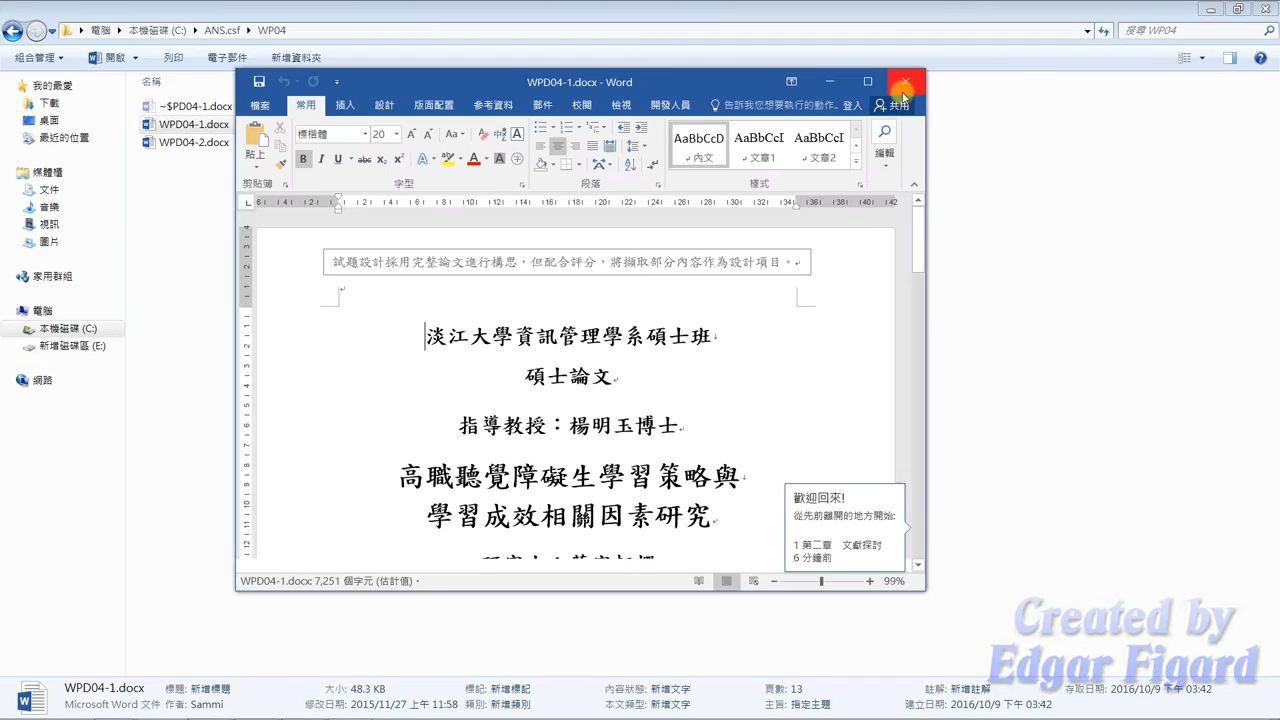 電腦 本機磁碟 (C:) ANS.csf WP04
搜尋 WP04
組合管理 開啟 列印 電子郵件 新增資料夾
我的最愛
下載
桌面
最近的位置
媒體櫃
文件
音樂
視訊
圖片
家用群組
電腦
本機磁碟 (C:)
新增磁碟區 (E:)
網路
名稱
~$PD04-1.docx
WPD04-1.docx
WPD04-2.docx
WPD04-1.docx - Word
檔案 常用 插入 設計 版面配置 參考資料 郵件 校閱 檢視 開發人員 告訴我您想要執行的動作.. 登入 共用
貼上
標楷體 20
AaBbCcD AaBbCcI AaBbCcI
內文 文章1 文章2
編輯
剪貼簿 字型 段落 樣式
試題設計採用完整論文進行構思，但配合評分，將擷取部分內容作為設計項目。
淡江大學資訊管理學系碩士班
碩士論文
指導教授：楊明玉博士
高職聽覺障礙生學習策略與
學習成效相關因素研究
歡迎回來!
從先前離開的地方開始:
1 第二章 文獻探討
6 分鐘前
WPD04-1.docx: 7,251 個字元 (估計值)
99%
Created by
Edgar Figard
WPD04-1.docx 標題: 新增標題 大小: 48.3 KB 標記: 新增標記 內容狀態: 新增文字 頁數: 13 註解: 新增註解 存取日期: 2016/10/9 下午 03:42
Microsoft Word 文件 作者: Sammi 修改日期: 2015/11/27 上午 11:58 類別: 新增類別 本文類型: 新增文字 主旨: 指定主題 建立日期: 2016/10/9 下午 03:42